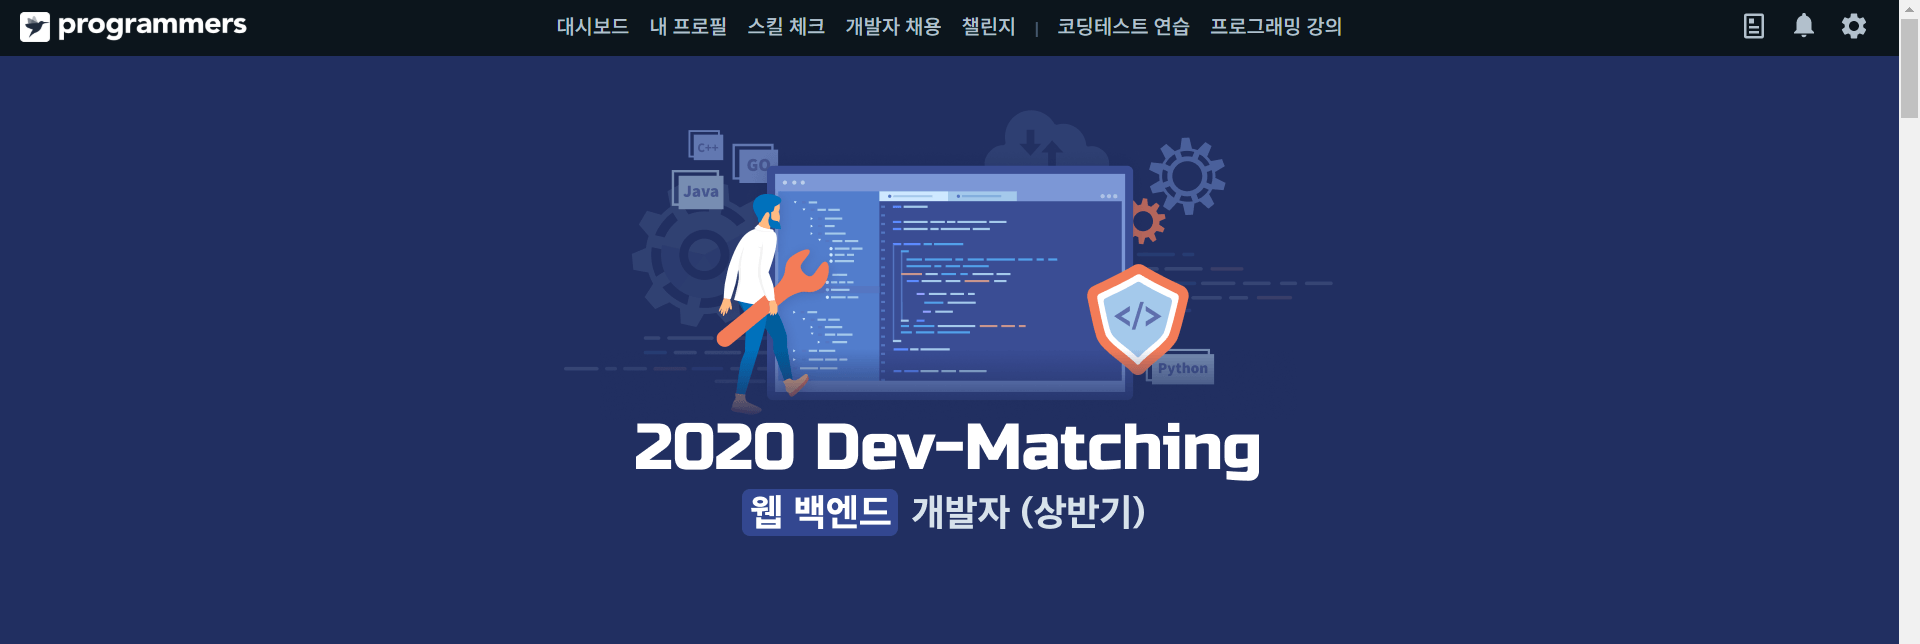 programmers 대시보드 내 프로필 스킬 체크 개발자 채용 챌린지 | 코딩테스트 연습 프로그래밍 강의
C++
GO
Java
</>
Python
2020 Dev-Matching
웹 백엔드 개발자 (상반기)